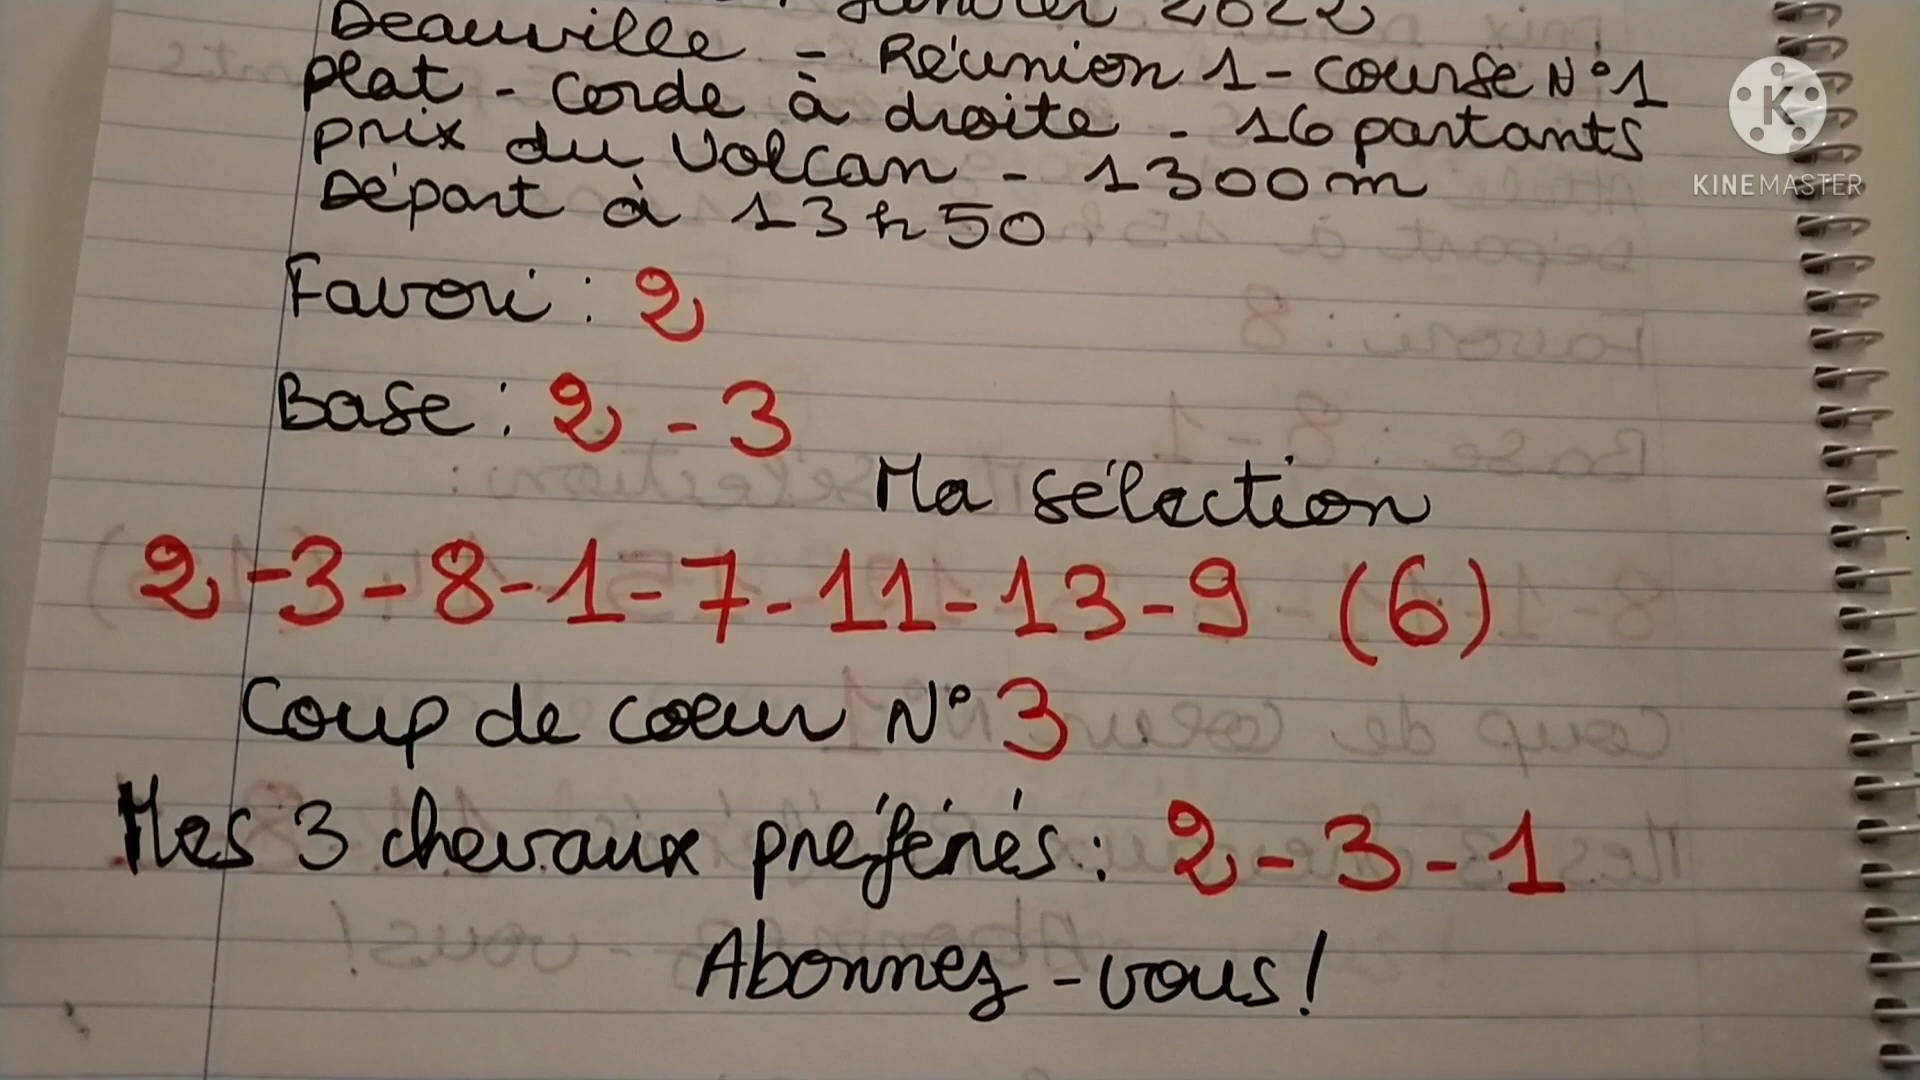 Janvier 2022
Deauville - Réunion 1 - course N°1
plat - Corde à droite - 16 partants
prix du Volcan - 1300m
Départ à 13h50
KINEMASTER
Favori : 2
Base : 2 - 3
Ma sélection
2 - 3 - 8 - 1 - 7 - 11 - 13 - 9 (6)
Coup de coeur N° 3
Mes 3 chevaux préférés : 2 - 3 - 1
Abonnez-vous !